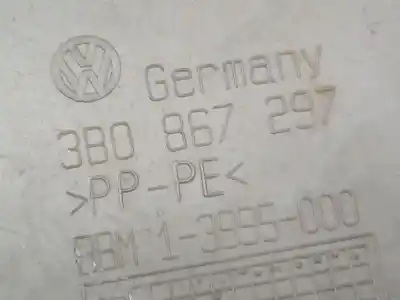 Germany
3B0 867 297
>PP-PE<
BBM 1-3955-000